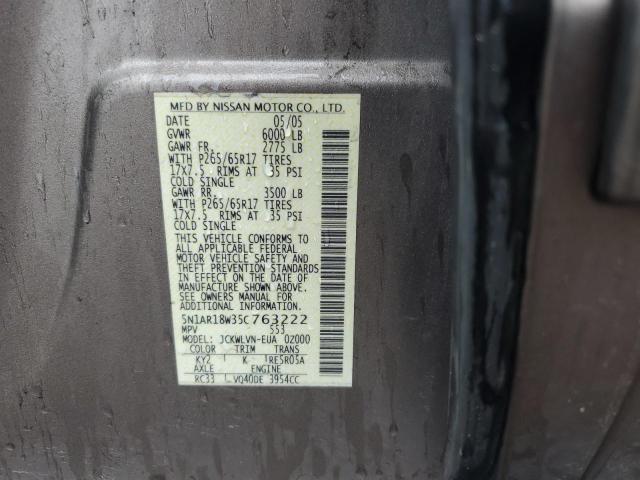 MFD BY NISSAN MOTOR CO., LTD.
DATE 05/05
GVWR 6000 LB
GAWR FR. 2775 LB
WITH P265/65R17 TIRES
17X7.5 RIMS AT 35 PSI
COLD SINGLE
GAWR RR. 3500 LB
WITH P265/65R17 TIRES
17X7.5 RIMS AT 35 PSI
COLD SINGLE
THIS VEHICLE CONFORMS TO
ALL APPLICABLE FEDERAL
MOTOR VEHICLE SAFETY AND
THEFT PREVENTION STANDARDS
IN EFFECT ON THE DATE OF
MANUFACTURE SHOWN ABOVE.
SEE OWNERS MANUAL FOR
ADDITIONAL INFORMATION
5N1AR18W35C763222
MPV S53
MODEL: JCKWLVN-EUA 0Z000
COLOR TRIM TRANS
KY2 K RE5R05A
AXLE ENGINE
RC33 VQ40DE 3954CC